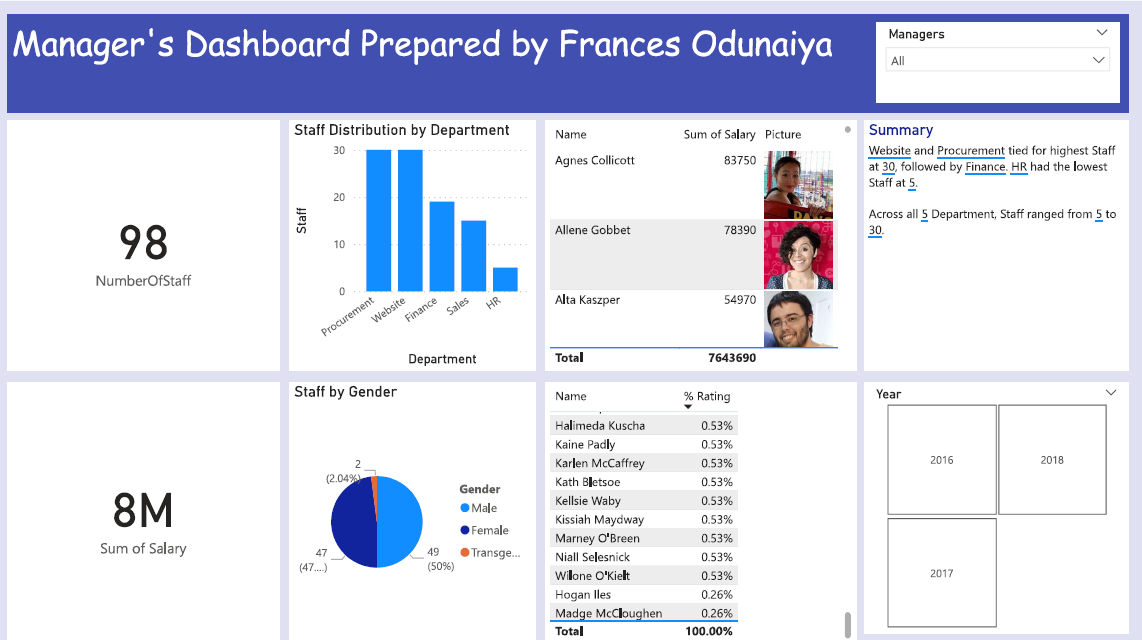 Manager's Dashboard Prepared by Frances Odunaiya
Managers
All
98
NumberOfStaff
Staff Distribution by Department
Staff
30
20
10
0
Procurement
Website
Finance
Sales
HR
Department
Name Sum of Salary Picture
Agnes Collicott 83750
Allene Gobbet 78390
Alta Kaszper 54970
Total 7643690
Summary
Website and Procurement tied for highest Staff
at 30, followed by Finance. HR had the lowest
Staff at 5.
Across all 5 Department, Staff ranged from 5 to
30.
8M
Sum of Salary
Staff by Gender
2
(2.04%)
47
(47....)
49
(50%)
Gender
Male
Female
Transge...
Name % Rating
Halimeda Kuscha 0.53%
Kaine Padly 0.53%
Karlen McCaffrey 0.53%
Kath Bletsoe 0.53%
Kellsie Waby 0.53%
Kissiah Maydway 0.53%
Marney O'Breen 0.53%
Niall Selesnick 0.53%
Wilone O'Kielt 0.53%
Hogan Iles 0.26%
Madge McCloughen 0.26%
Total 100.00%
Year
2016
2018
2017